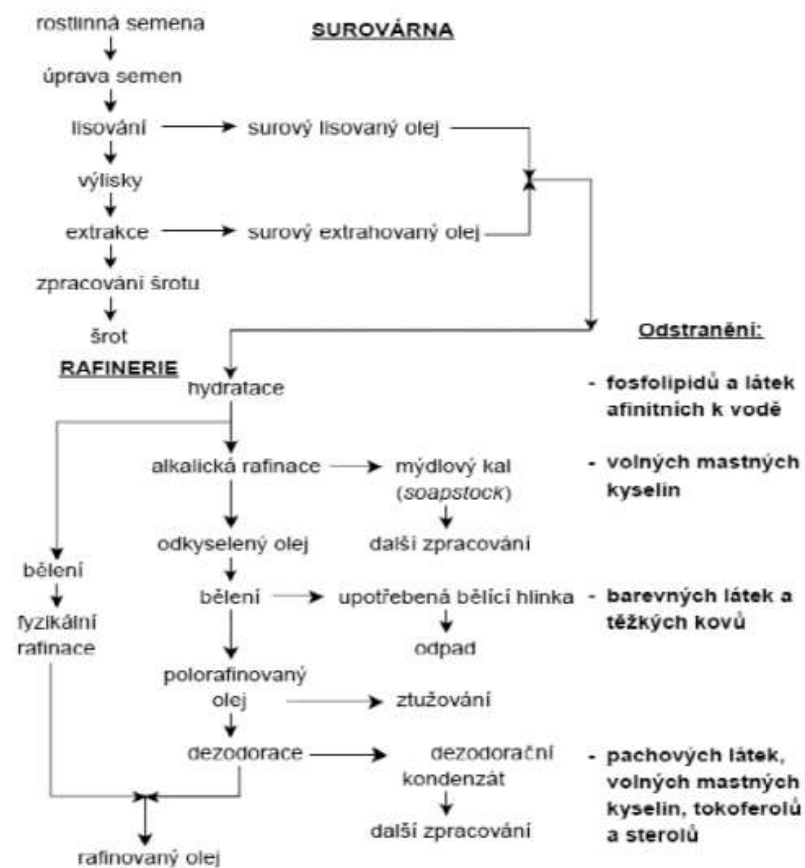 rostlinná semena
SUROVÁRNA
úprava semen
lisování
surový lisovaný olej
výlisky
extrakce
surový extrahovaný olej
zpracování šrotu
šrot
Odstranění:
RAFINERIE
hydratace
- fosfolipidů a látek
afinitních k vodě
alkalická rafinace
mýdlový kal
(soapstock)
- volných mastných
kyselin
odkyselený olej
další zpracování
bělení
bělení
upotřebená bělící hlinka
- barevných látek a
těžkých kovů
fyzikální
rafinace
odpad
polorafinovaný
olej
ztužování
dezodorace
dezodorační
kondenzát
- pachových látek,
volných mastných
kyselin, tokoferolů
a sterolů
další zpracování
rafinovaný olej